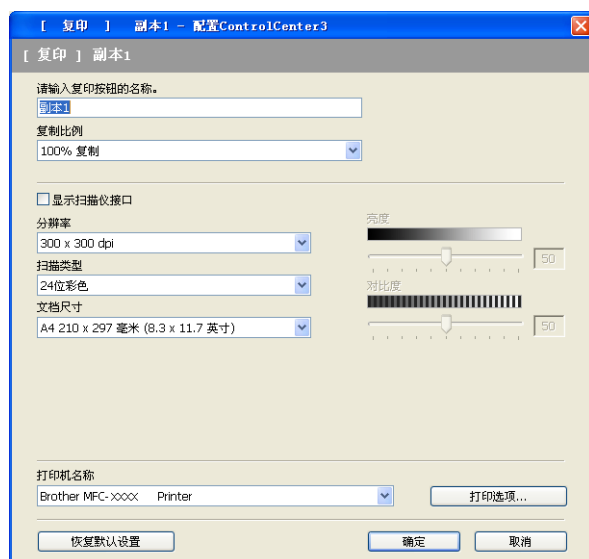 [ 复印 ] 副本1 - 配置ControlCenter3
[ 复印 ] 副本1
请输入复印按钮的名称。
副本1
复制比例
100% 复制
显示扫描仪接口
分辨率
300 x 300 dpi
扫描类型
24位彩色
文档尺寸
A4 210 x 297 毫米 (8.3 x 11.7 英寸)
亮度
50
对比度
50
打印机名称
Brother MFC-XXXX Printer
打印选项...
恢复默认设置
确定
取消